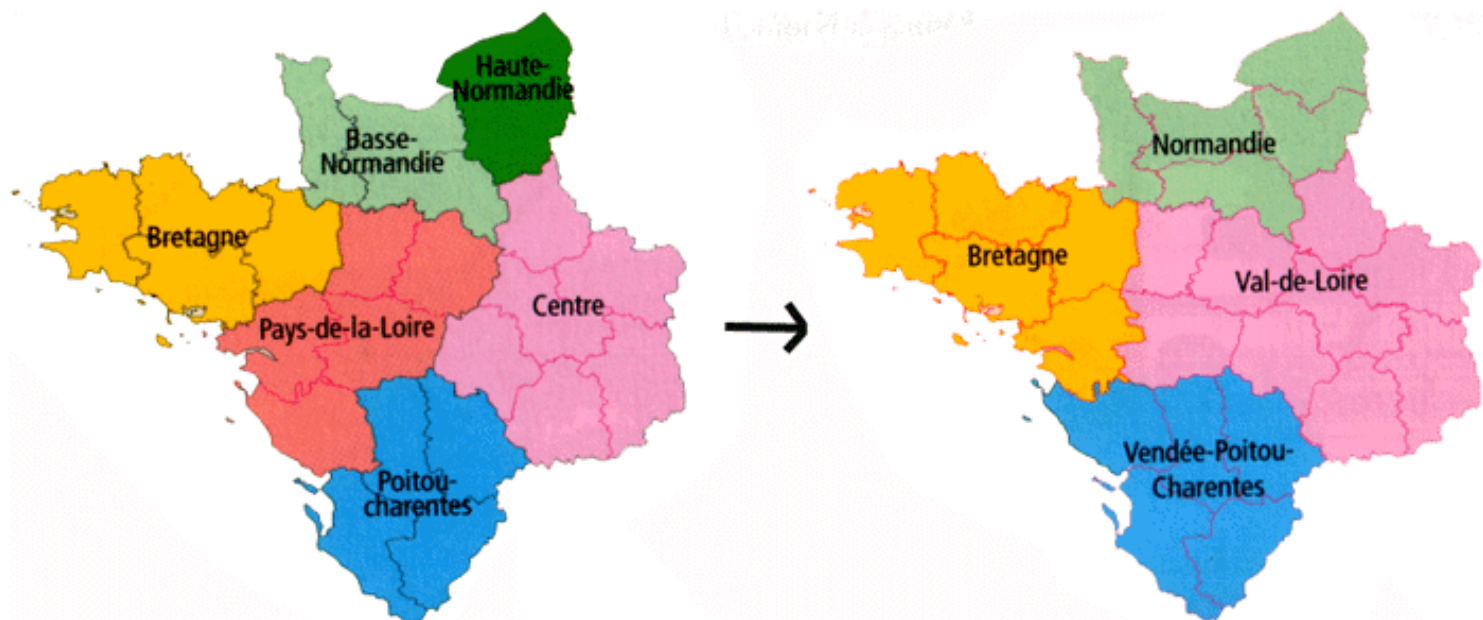 Haute-
Normandie
Basse-
Normandie
Bretagne
Pays-de-la-Loire
Centre
Poitou-
charentes
Normandie
Bretagne
Val-de-Loire
Vendée-Poitou-
Charentes